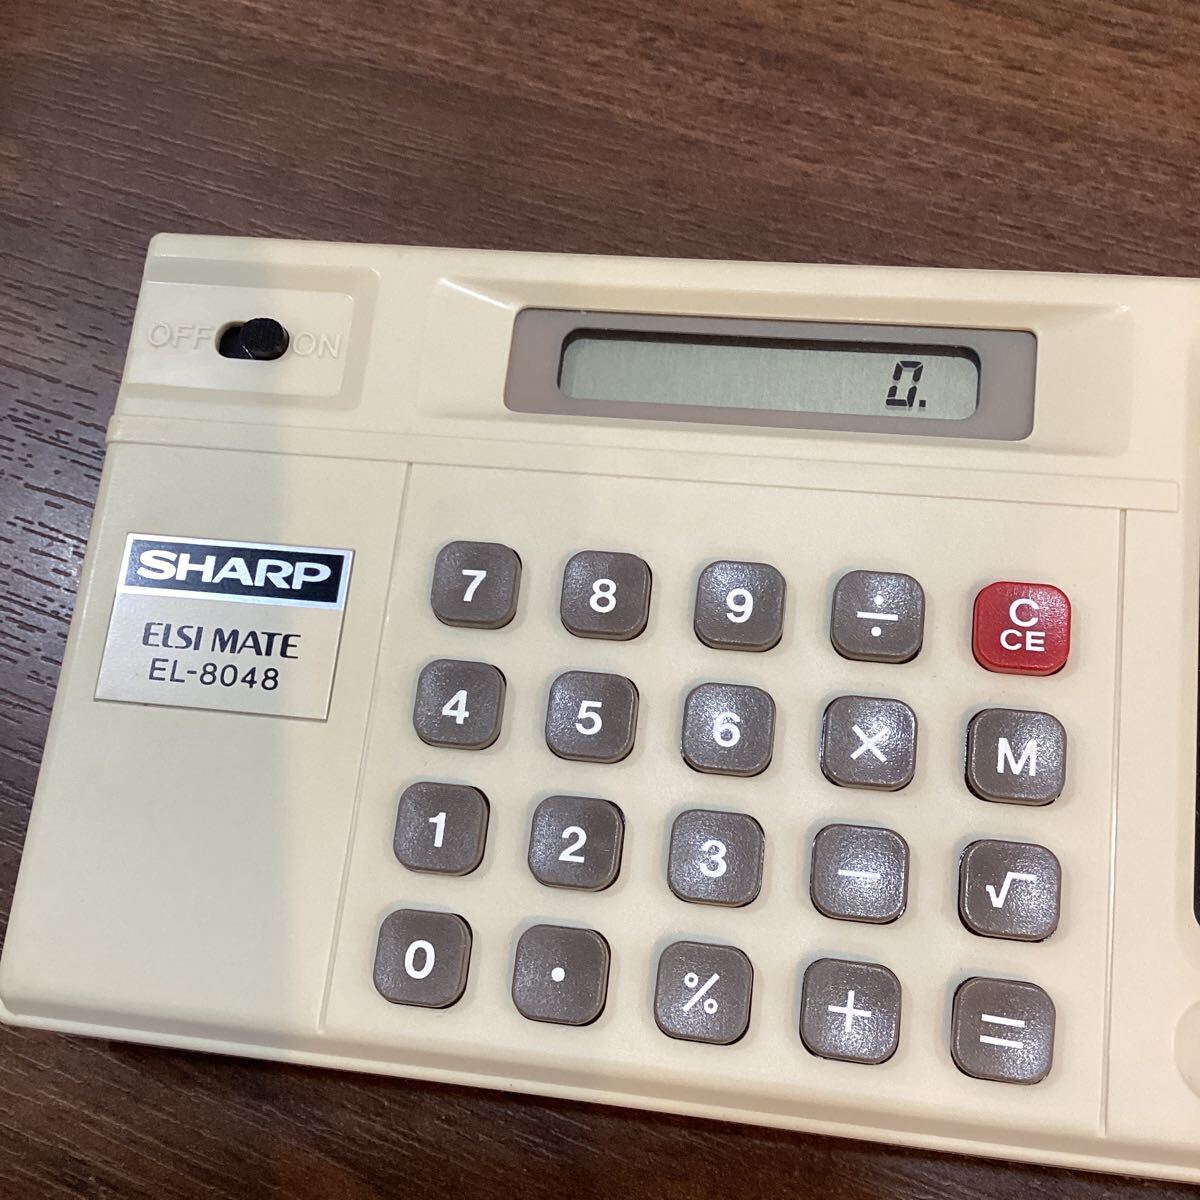 OFF ON
0.
SHARP
ELSI MATE
EL-8048
7 8 9 ÷ C CE
4 5 6 × M
1 2 3 − √
0 · % + =